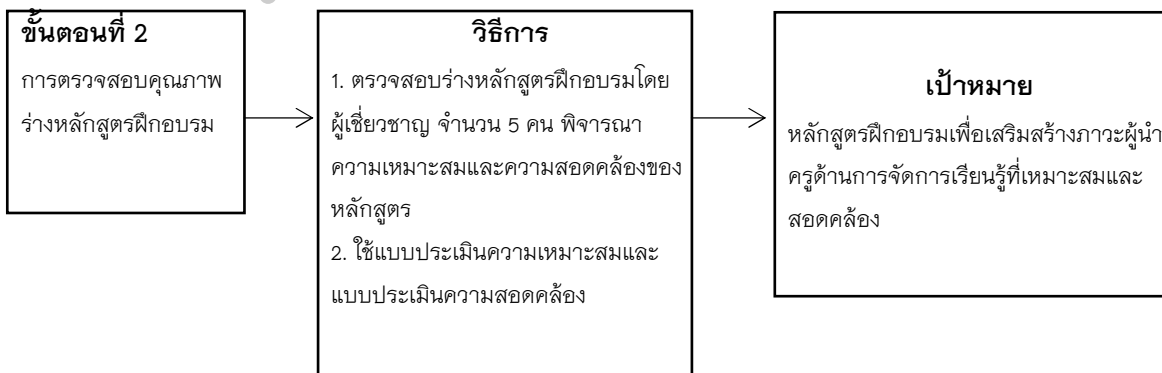 ขั้นตอนที่ 2
การตรวจสอบคุณภาพ
ร่างหลักสูตรฝึกอบรม
วิธีการ
1. ตรวจสอบร่างหลักสูตรฝึกอบรมโดย
ผู้เชี่ยวชาญ จำนวน 5 คน พิจารณา
ความเหมาะสมและความสอดคล้องของ
หลักสูตร
2. ใช้แบบประเมินความเหมาะสมและ
แบบประเมินความสอดคล้อง
เป้าหมาย
หลักสูตรฝึกอบรมเพื่อเสริมสร้างภาวะผู้นำ
ครูด้านการจัดการเรียนรู้ที่เหมาะสมและ
สอดคล้อง